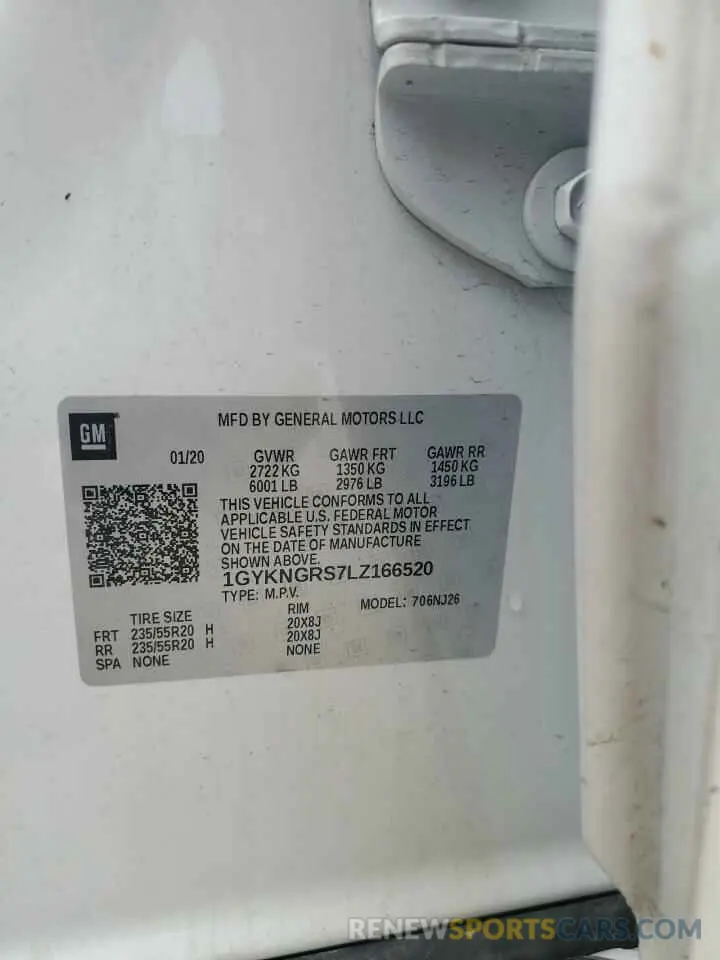 GM
MFD BY GENERAL MOTORS LLC
01/20 GVWR GAWR FRT GAWR RR
2722 KG 1350 KG 1450 KG
6001 LB 2976 LB 3196 LB
THIS VEHICLE CONFORMS TO ALL
APPLICABLE U.S. FEDERAL MOTOR
VEHICLE SAFETY STANDARDS IN EFFECT
ON THE DATE OF MANUFACTURE
SHOWN ABOVE.
1GYKNGRS7LZ166520
TYPE: M.P.V. MODEL: 706NJ26
TIRE SIZE RIM
FRT 235/55R20 H 20X8J
RR 235/55R20 H 20X8J
SPA NONE NONE
RENEWSPORTSCARS.COM